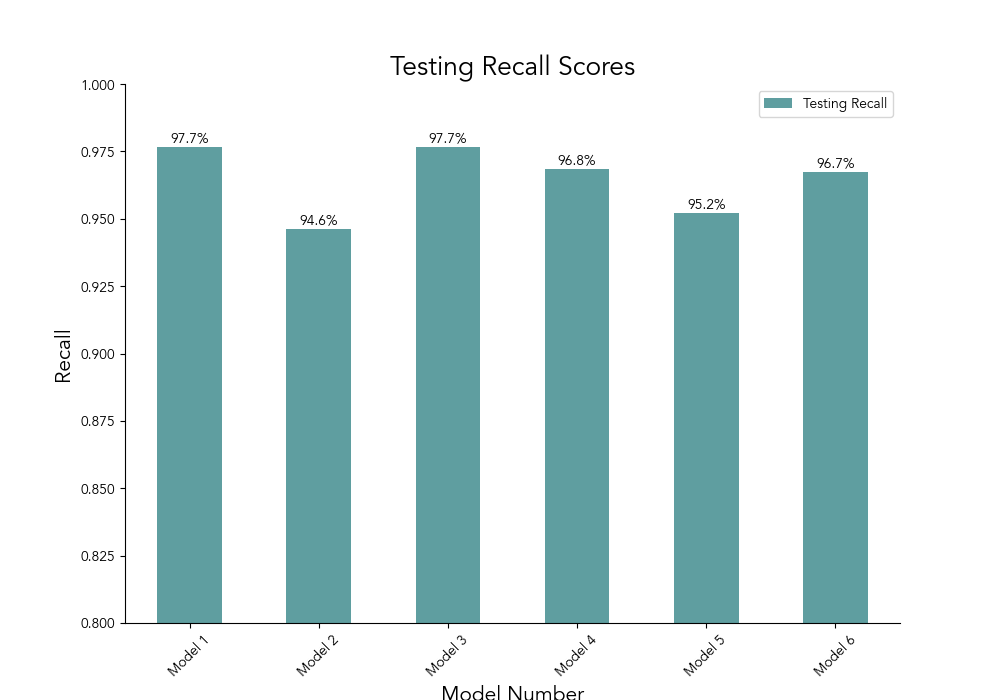 Testing Recall Scores
1.000
0.975
0.950
0.925
0.900
0.875
0.850
0.825
0.800
Recall
Testing Recall
97.7%
94.6%
97.7%
96.8%
95.2%
96.7%
Model 1
Model 2
Model 3
Model 4
Model 5
Model 6
Model Number